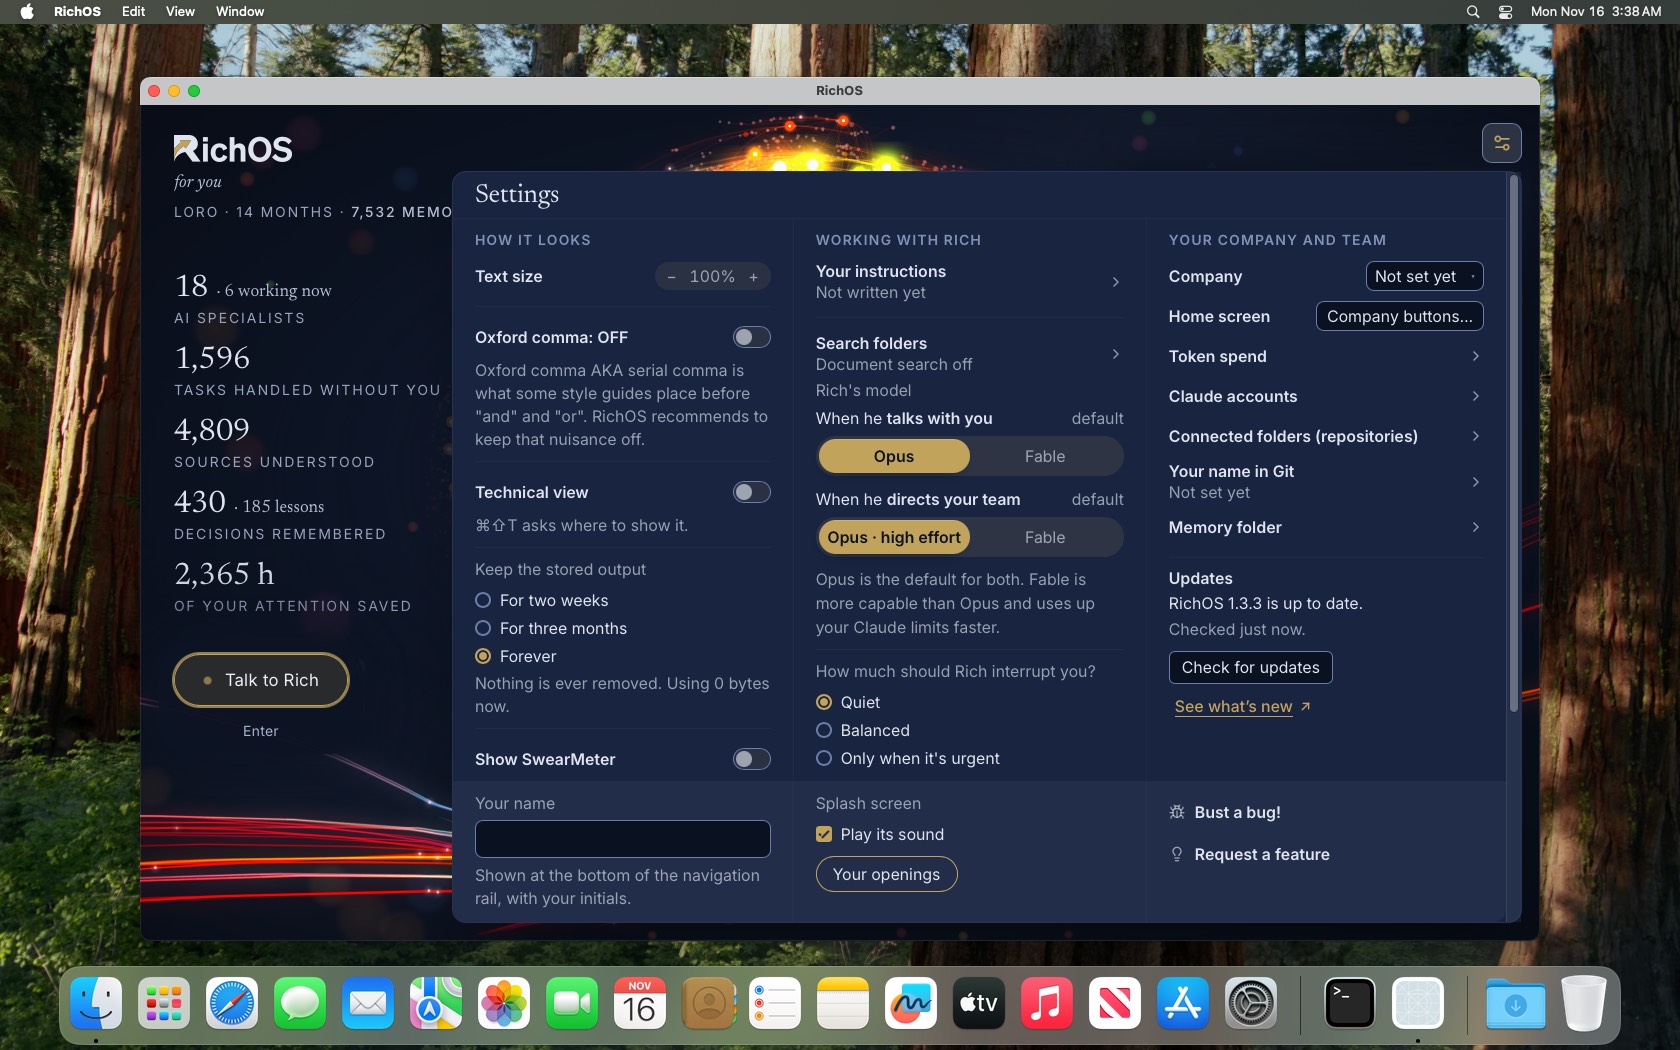 RichOS Edit View Window
Mon Nov 16 3:38 AM
RichOS
RichOS
for you
LORO · 14 MONTHS · 7,532 MEMO
18 · 6 working now
AI SPECIALISTS
1,596
TASKS HANDLED WITHOUT YOU
4,809
SOURCES UNDERSTOOD
430 · 185 lessons
DECISIONS REMEMBERED
2,365 h
OF YOUR ATTENTION SAVED
Talk to Rich
Enter
Settings
HOW IT LOOKS
Text size
− 100% +
Oxford comma: OFF
Oxford comma AKA serial comma is
what some style guides place before
"and" and "or". RichOS recommends to
keep that nuisance off.
Technical view
⌘⇧T asks where to show it.
Keep the stored output
For two weeks
For three months
Forever
Nothing is ever removed. Using 0 bytes
now.
Show SwearMeter
Your name
Shown at the bottom of the navigation
rail, with your initials.
WORKING WITH RICH
Your instructions
Not written yet
Search folders
Document search off
Rich's model
When he talks with you default
Opus Fable
When he directs your team default
Opus · high effort Fable
Opus is the default for both. Fable is
more capable than Opus and uses up
your Claude limits faster.
How much should Rich interrupt you?
Quiet
Balanced
Only when it's urgent
Splash screen
Play its sound
Your openings
YOUR COMPANY AND TEAM
Company Not set yet
Home screen Company buttons...
Token spend
Claude accounts
Connected folders (repositories)
Your name in Git
Not set yet
Memory folder
Updates
RichOS 1.3.3 is up to date.
Checked just now.
Check for updates
See what's new ↗
Bust a bug!
Request a feature
NOV
16
tv
>_